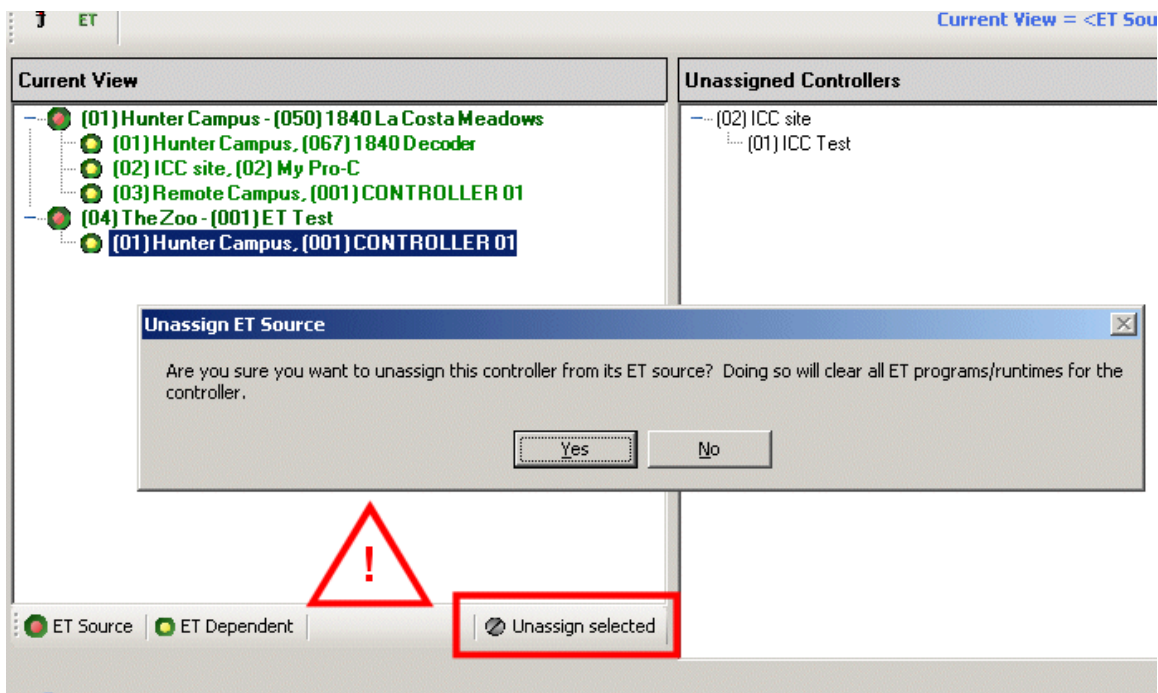 ET
Current View = <ET Sou
Current View
Unassigned Controllers
(01) Hunter Campus - (050) 1840 La Costa Meadows
(01) Hunter Campus, (067) 1840 Decoder
(02) ICC site, (02) My Pro-C
(03) Remote Campus, (001) CONTROLLER 01
(04) The Zoo - (001) ET Test
(01) Hunter Campus, (001) CONTROLLER 01
(02) ICC site
(01) ICC Test
Unassign ET Source
Are you sure you want to unassign this controller from its ET source? Doing so will clear all ET programs/runtimes for the
controller.
Yes
No
!
ET Source
ET Dependent
Unassign selected